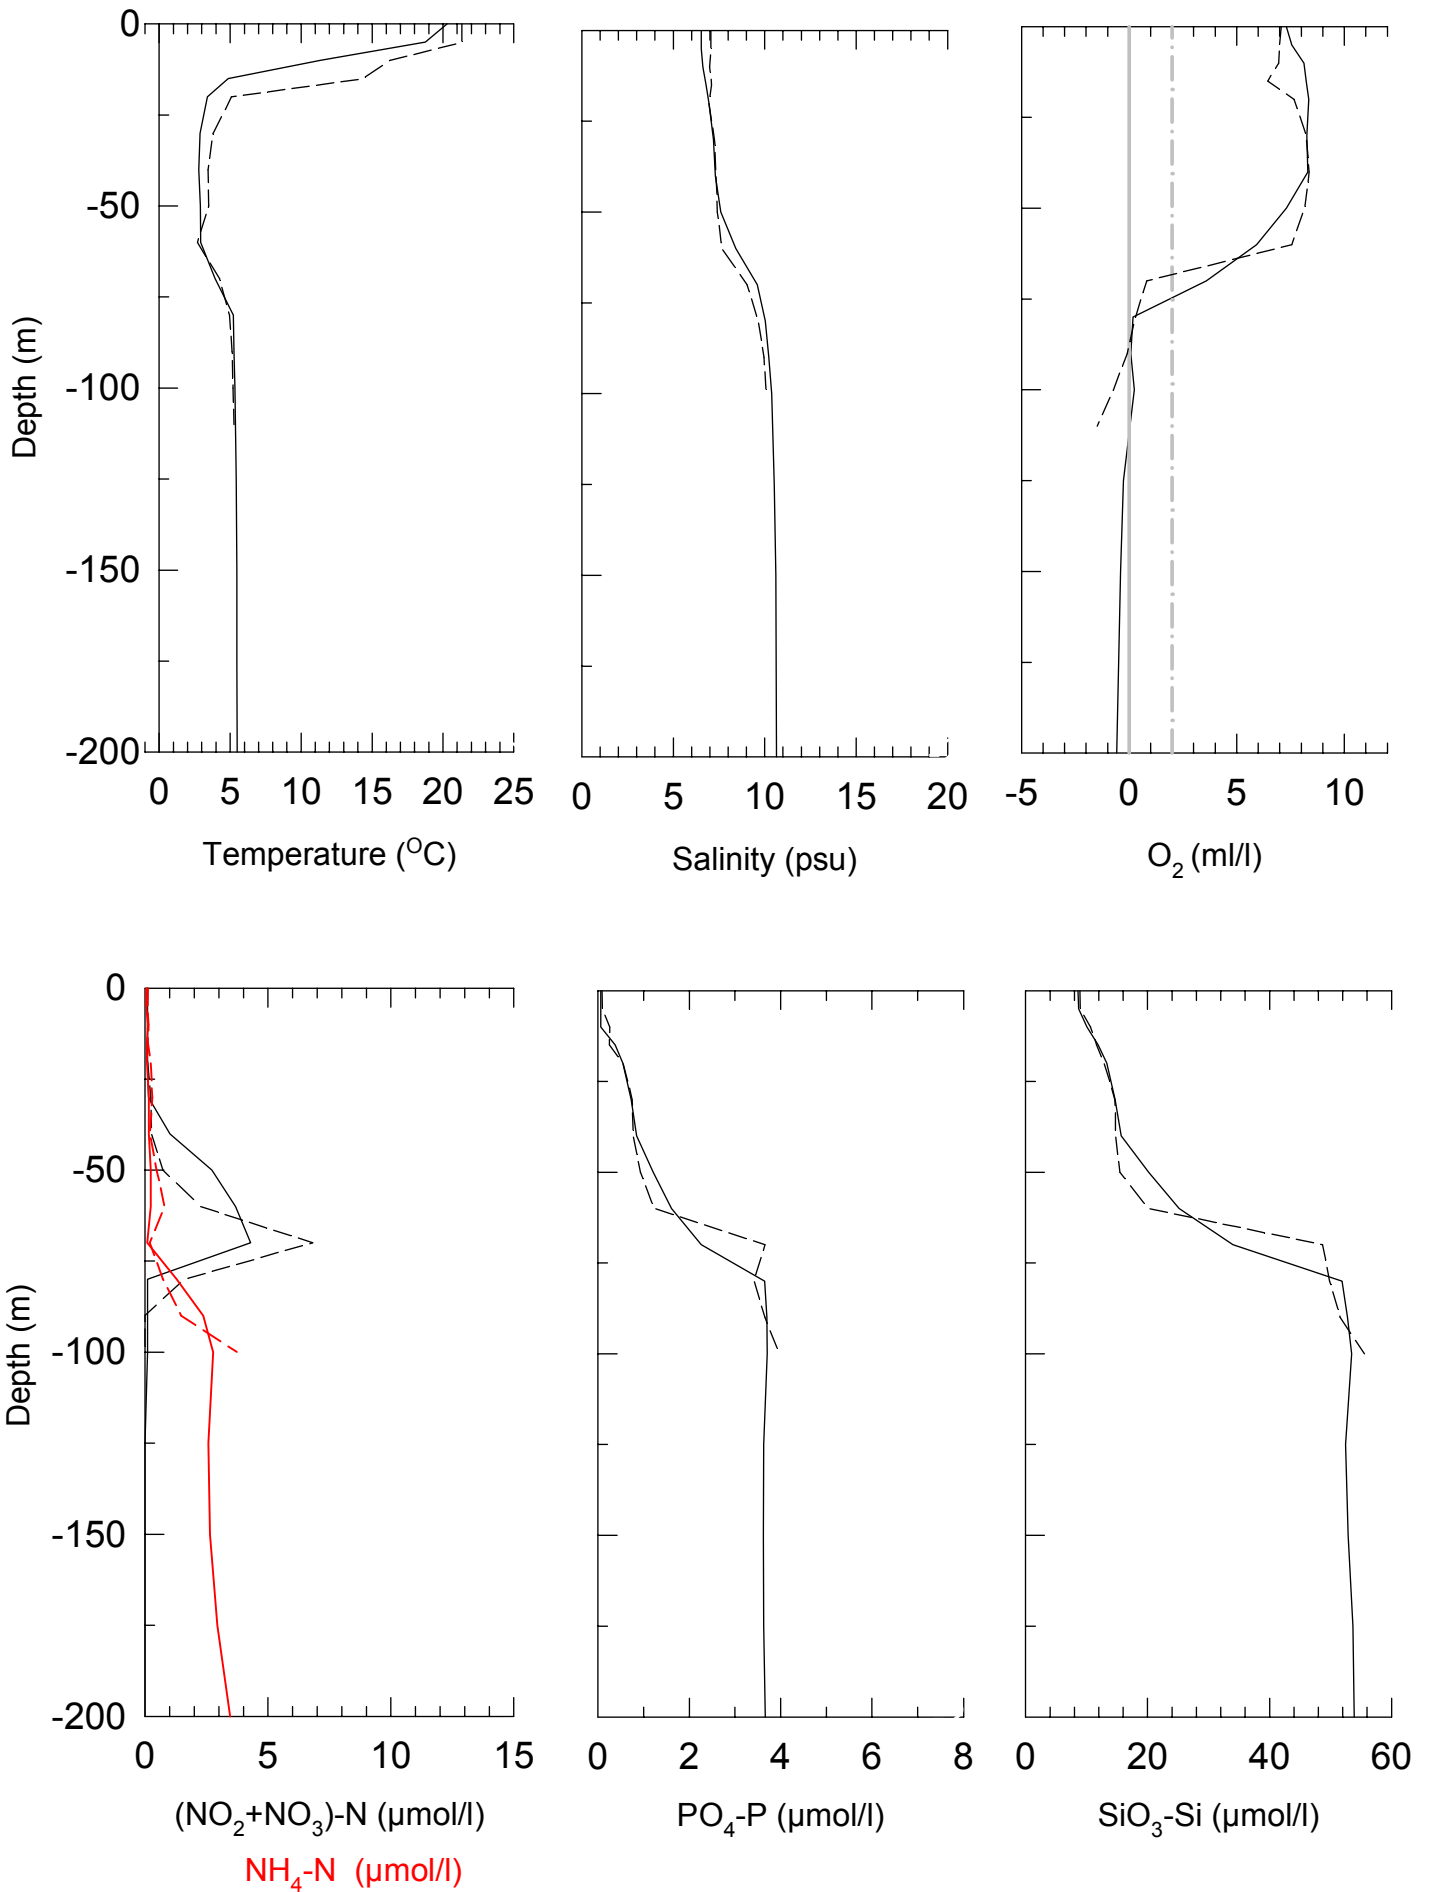 0
-50
-100
-150
-200
Depth (m)
0 5 10 15 20 25
Temperature (ᴼC)
0 5 10 15 20
Salinity (psu)
-5 0 5 10
O₂ (ml/l)
0
-50
-100
-150
-200
Depth (m)
0 5 10 15
(NO₂+NO₃)-N (µmol/l)
NH₄-N (µmol/l)
0 2 4 6 8
PO₄-P (µmol/l)
0 20 40 60
SiO₃-Si (µmol/l)